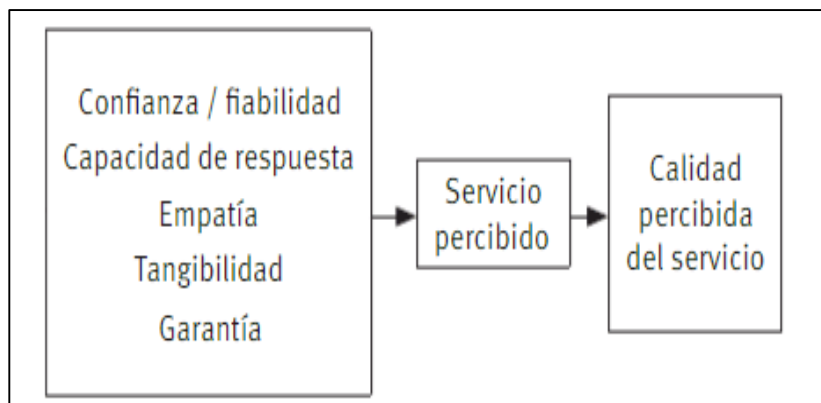 Confianza / fiabilidad
Capacidad de respuesta
Empatía
Tangibilidad
Garantía
Servicio
percibido
Calidad
percibida
del servicio